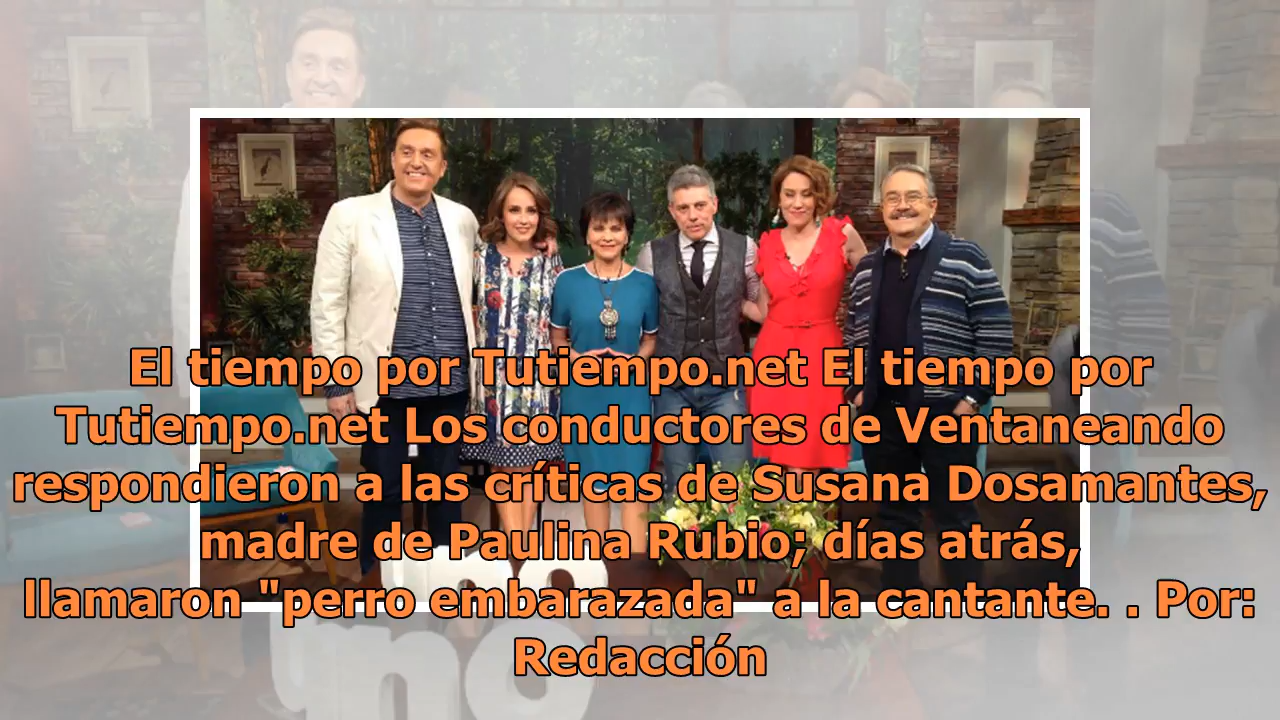 El tiempo por Tutiempo.net El tiempo por
Tutiempo.net Los conductores de Ventaneando
respondieron a las críticas de Susana Dosamantes,
madre de Paulina Rubio; días atrás,
llamaron "perro embarazada" a la cantante. . Por:
Redacción
uno